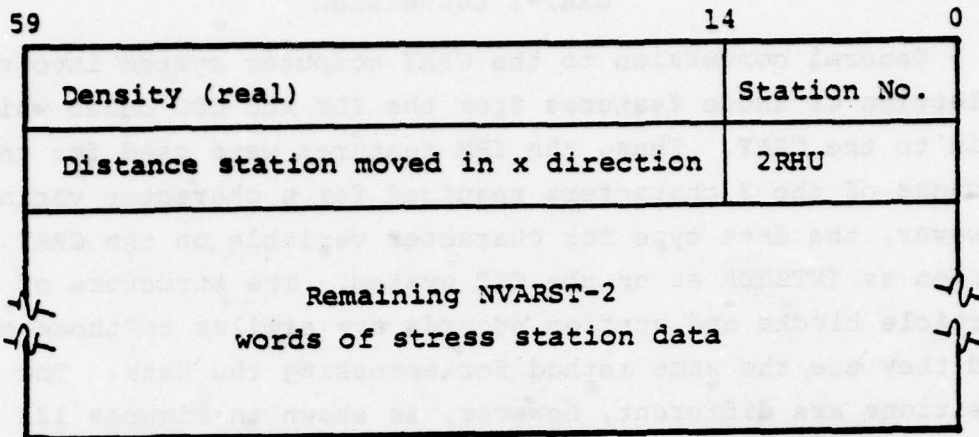 59 14 0
Density (real) Station No.
Distance station moved in x direction 2RHU
Remaining NVARST-2
words of stress station data